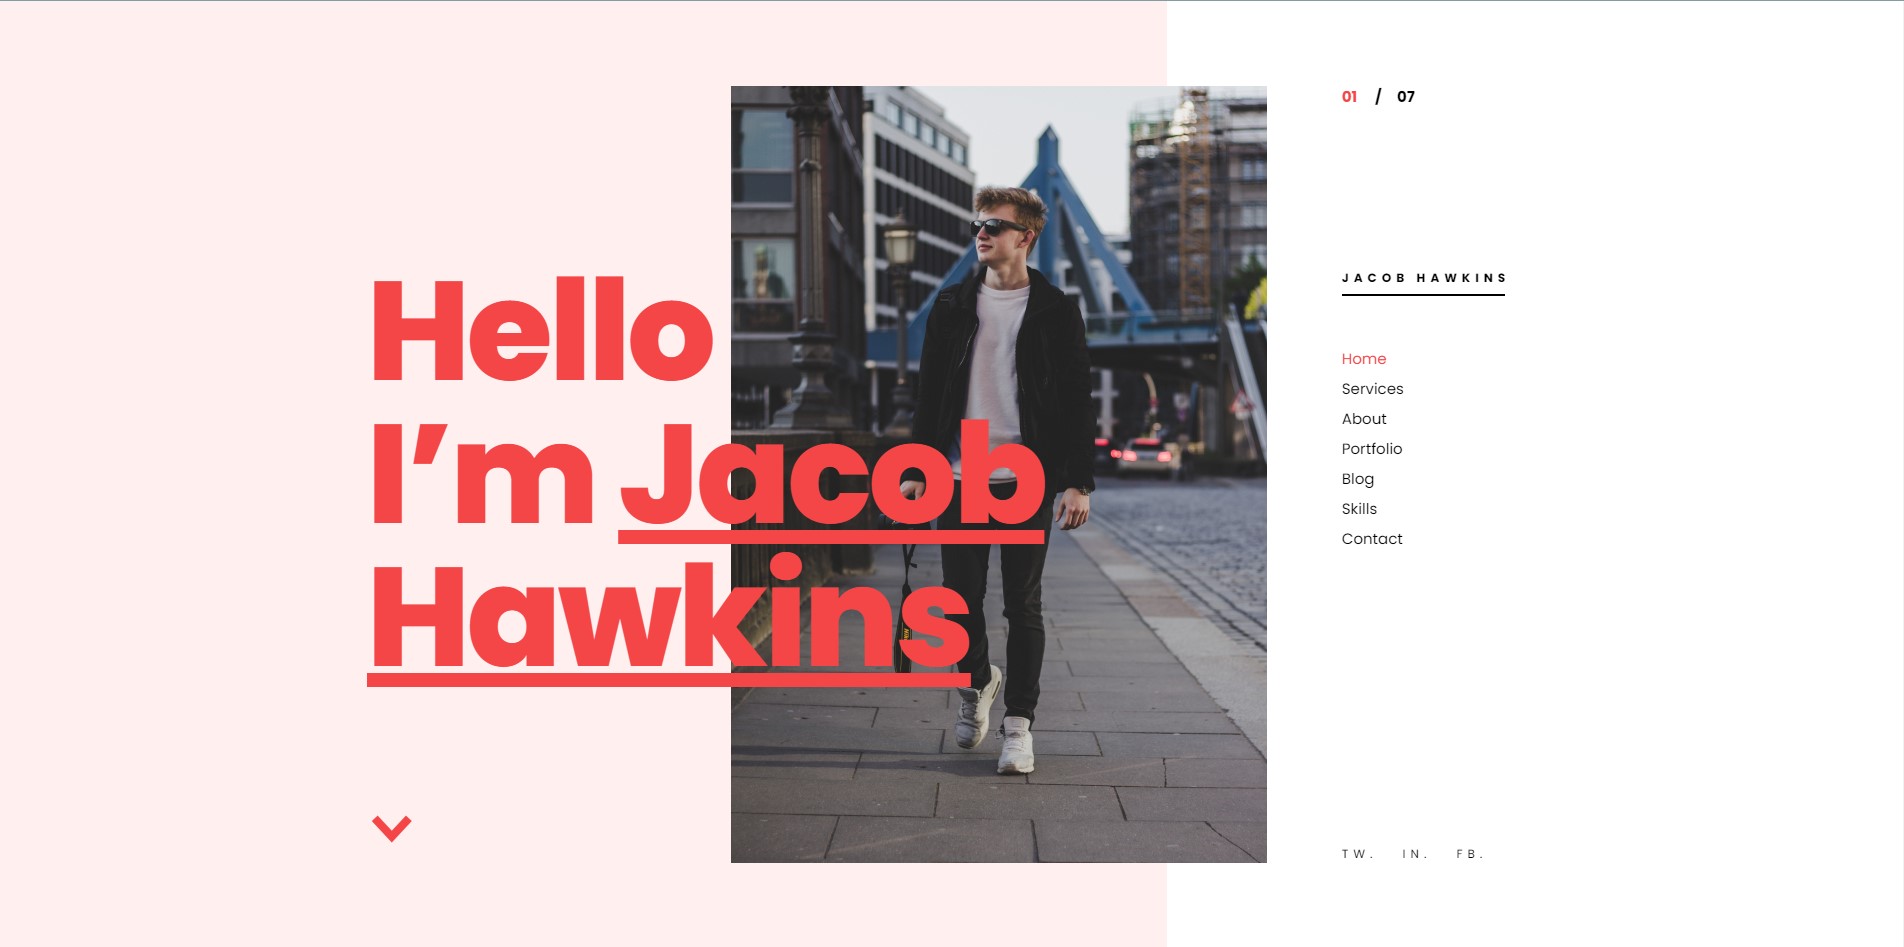 Hello
I’m Jacob
Hawkins
01 / 07
JACOB HAWKINS
Home
Services
About
Portfolio
Blog
Skills
Contact
TW. IN. FB.